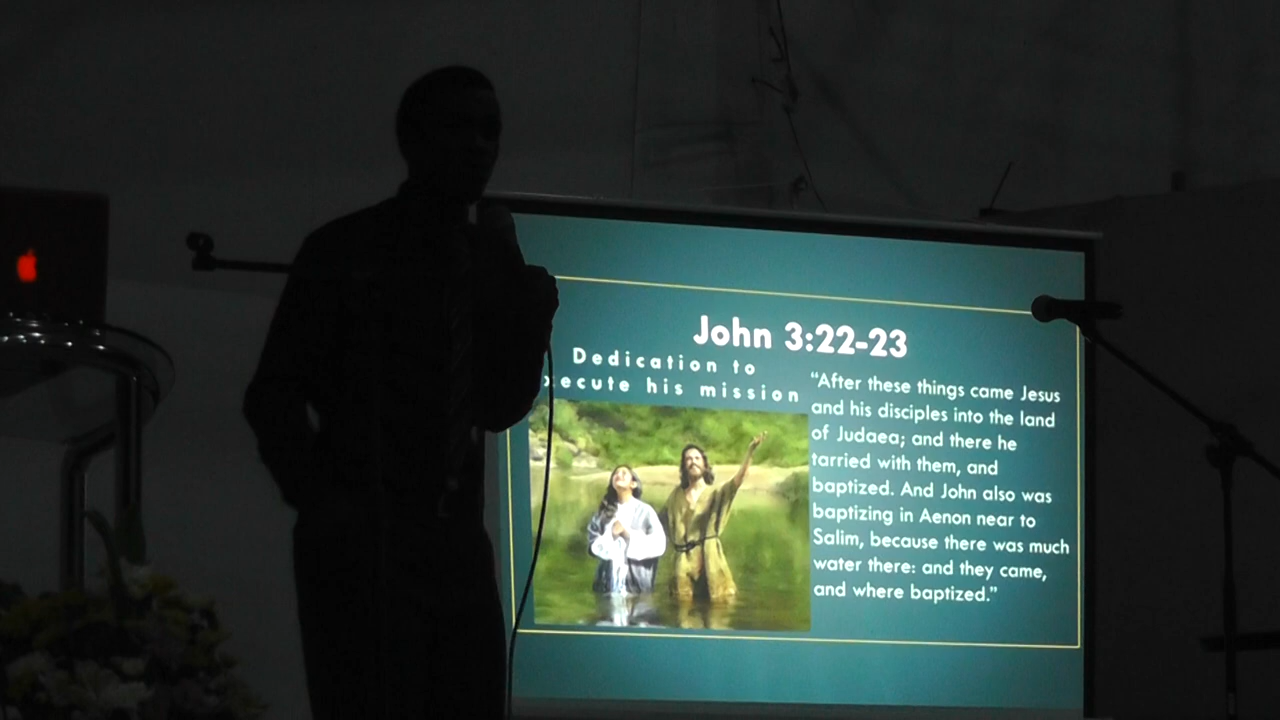 John 3:22-23
Dedication to
xecute his mission
“After these things came Jesus
and his disciples into the land
of Judaea; and there he
tarried with them, and
baptized. And John also was
baptizing in Aenon near to
Salim, because there was much
water there: and they came,
and where baptized.”